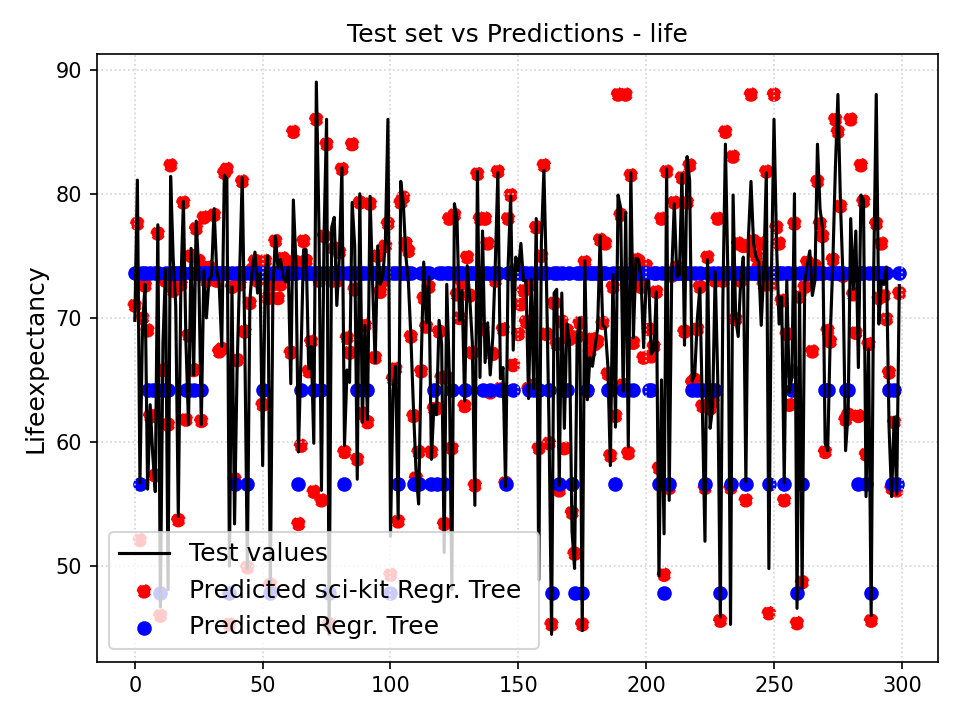 Test set vs Predictions - life
Lifeexpectancy
90
80
70
60
50
0
50
100
150
200
250
300
Test values
Predicted sci-kit Regr. Tree
Predicted Regr. Tree